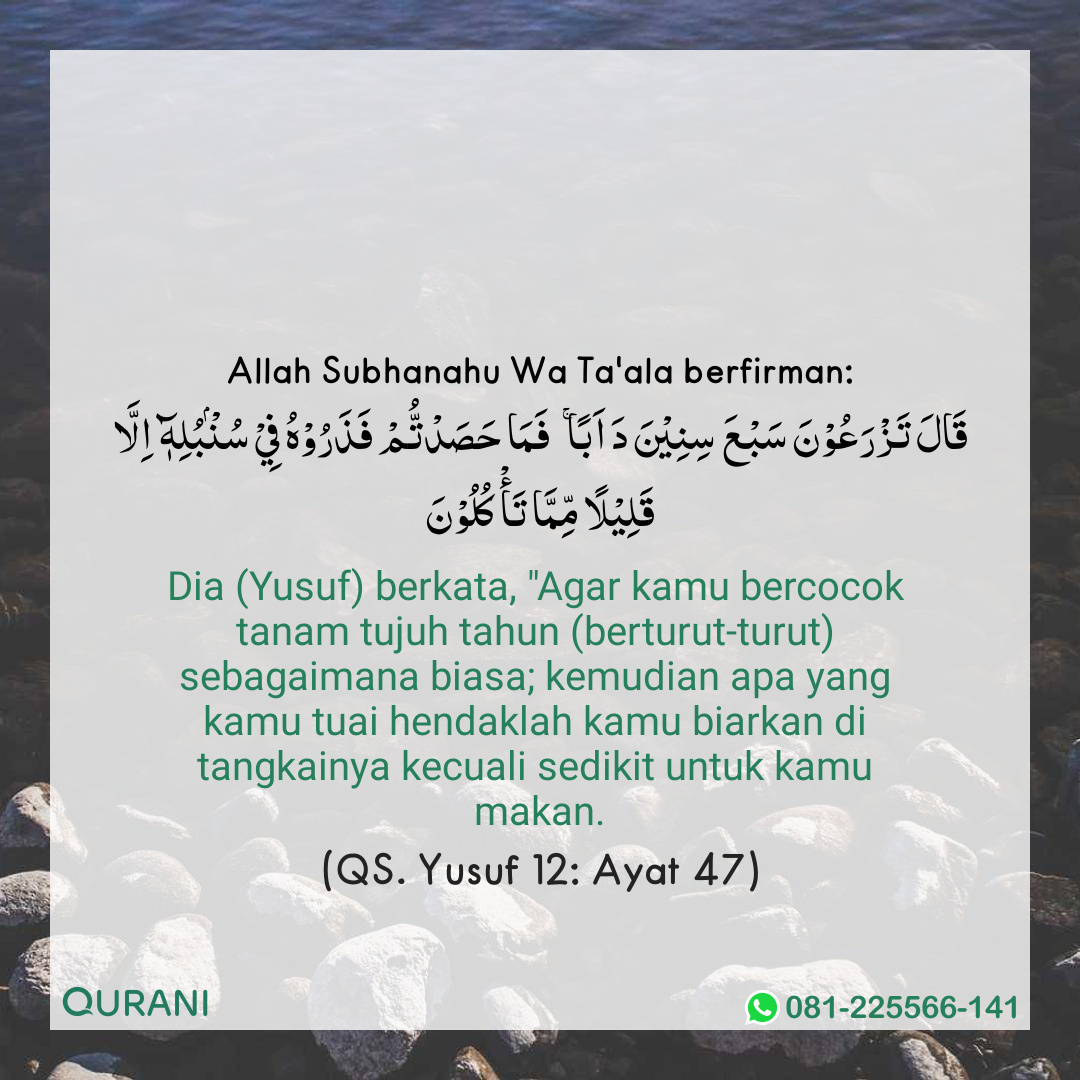 Allah Subhanahu Wa Ta'ala berfirman:
قَالَ تَزْرَعُوْنَ سَبْعَ سِنِيْنَ دَاَبًاۚ فَمَا حَصَدْتُّمْ فَذَرُوْهُ فِيْ سُنْۢبُلِهٖٓ اِلَّا
قَلِيْلًا مِّمَّا تَأْكُلُوْنَ
Dia (Yusuf) berkata, "Agar kamu bercocok
tanam tujuh tahun (berturut-turut)
sebagaimana biasa; kemudian apa yang
kamu tuai hendaklah kamu biarkan di
tangkainya kecuali sedikit untuk kamu
makan.
(QS. Yusuf 12: Ayat 47)
QURANI
081-225566-141